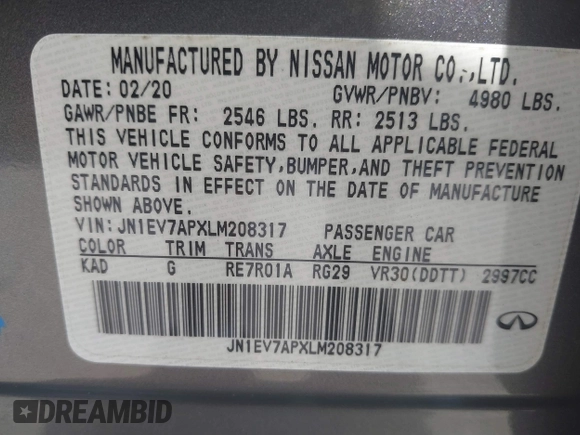 MANUFACTURED BY NISSAN MOTOR CO.,LTD.
DATE: 02/20 GVWR/PNBV: 4980 LBS.
GAWR/PNBE FR: 2546 LBS. RR: 2513 LBS.
THIS VEHICLE CONFORMS TO ALL APPLICABLE FEDERAL
MOTOR VEHICLE SAFETY,BUMPER,AND THEFT PREVENTION
STANDARDS IN EFFECT ON THE DATE OF MANUFACTURE
SHOWN ABOVE.
VIN:JN1EV7APXLM208317 PASSENGER CAR
COLOR TRIM TRANS AXLE ENGINE
KAD G RE7R01A RG29 VR30(DDTT) 2997CC
JN1EV7APXLM208317
DREAMBID